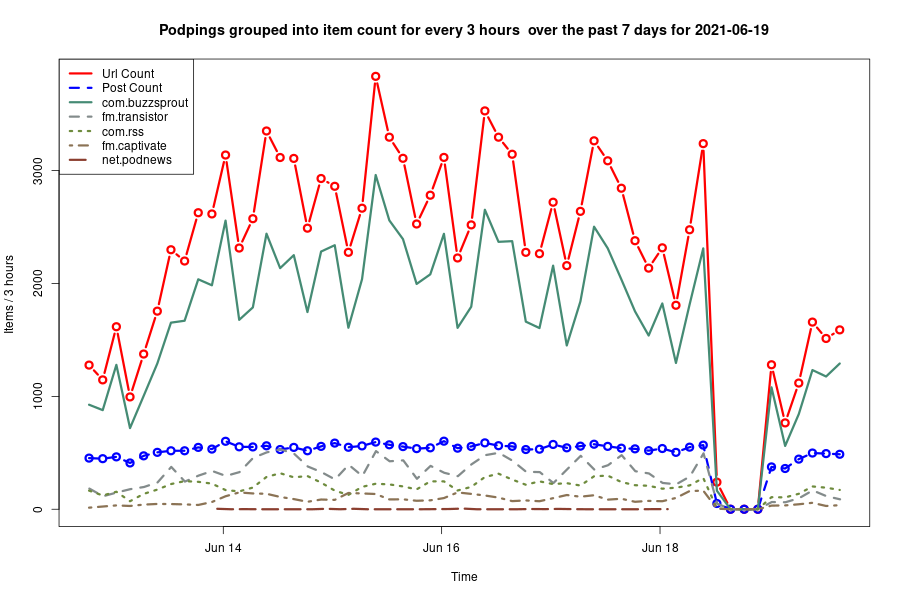 Podpings grouped into item count for every 3 hours  over the past 7 days for 2021-06-19
Url Count
Post Count
com.buzzsprout
fm.transistor
com.rss
fm.captivate
net.podnews
Items / 3 hours
3000
2000
1000
0
Jun 14
Jun 16
Jun 18
Time